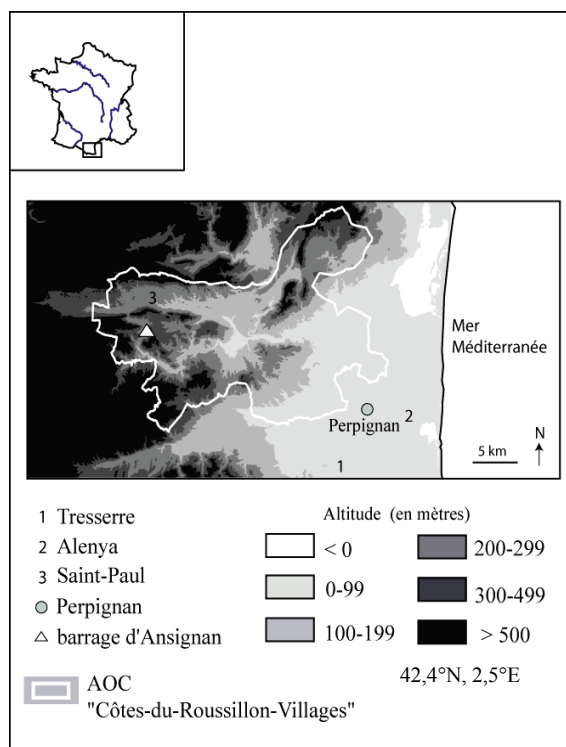 3
Mer
Méditerranée
Perpignan
2
1
5 km
N
1 Tresserre
2 Alenya
3 Saint-Paul
Perpignan
barrage d'Ansignan
AOC
"Côtes-du-Roussillon-Villages"
Altitude (en mètres)
< 0
0-99
100-199
200-299
300-499
> 500
42,4°N, 2,5°E